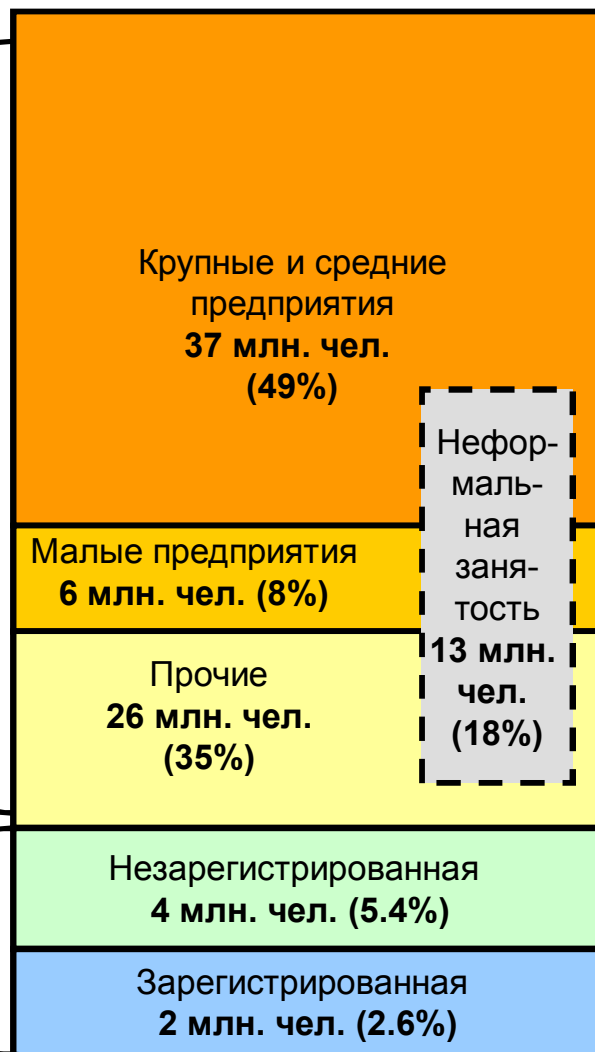 Крупные и средние
предприятия
37 млн. чел.
(49%)
Нефор-
маль-
ная
заня-
тость
13 млн.
чел.
(18%)
Малые предприятия
6 млн. чел. (8%)
Прочие
26 млн. чел.
(35%)
Незарегистрированная
4 млн. чел. (5.4%)
Зарегистрированная
2 млн. чел. (2.6%)